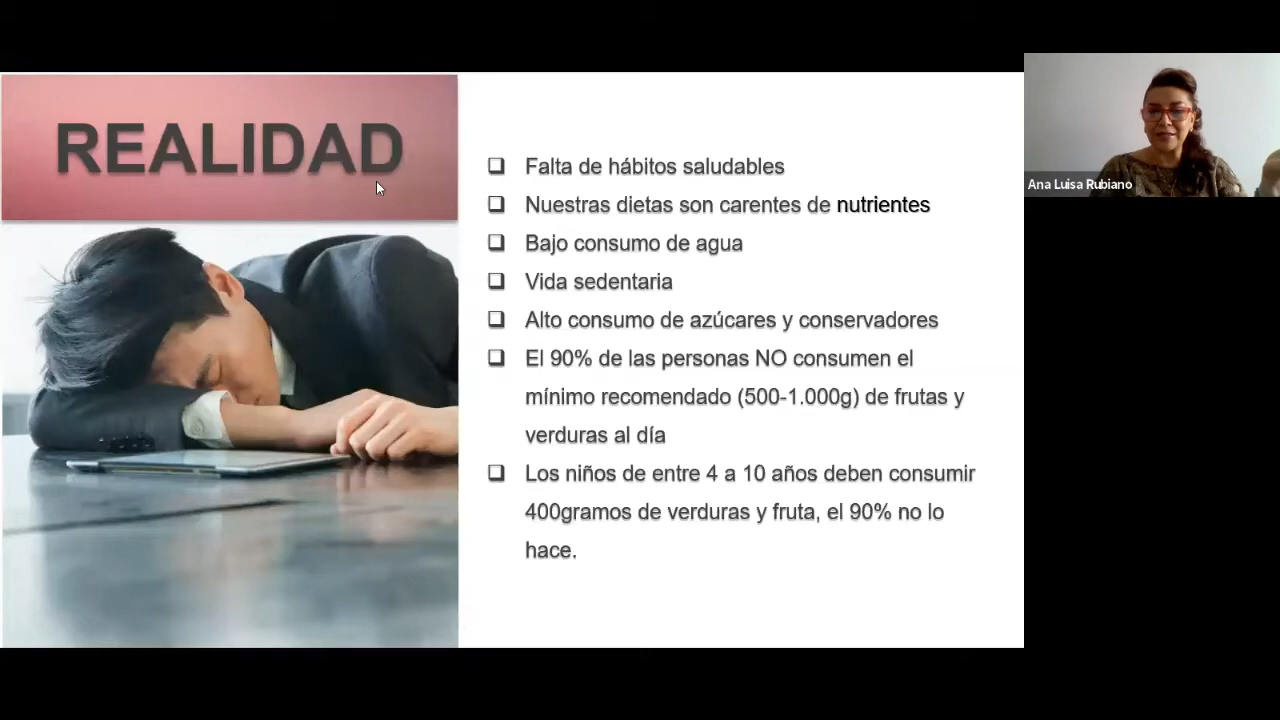 REALIDAD
Falta de hábitos saludables
Nuestras dietas son carentes de nutrientes
Bajo consumo de agua
Vida sedentaria
Alto consumo de azúcares y conservadores
El 90% de las personas NO consumen el
mínimo recomendado (500-1.000g) de frutas y
verduras al día
Los niños de entre 4 a 10 años deben consumir
400gramos de verduras y fruta, el 90% no lo
hace.
Ana Luisa Rubiano